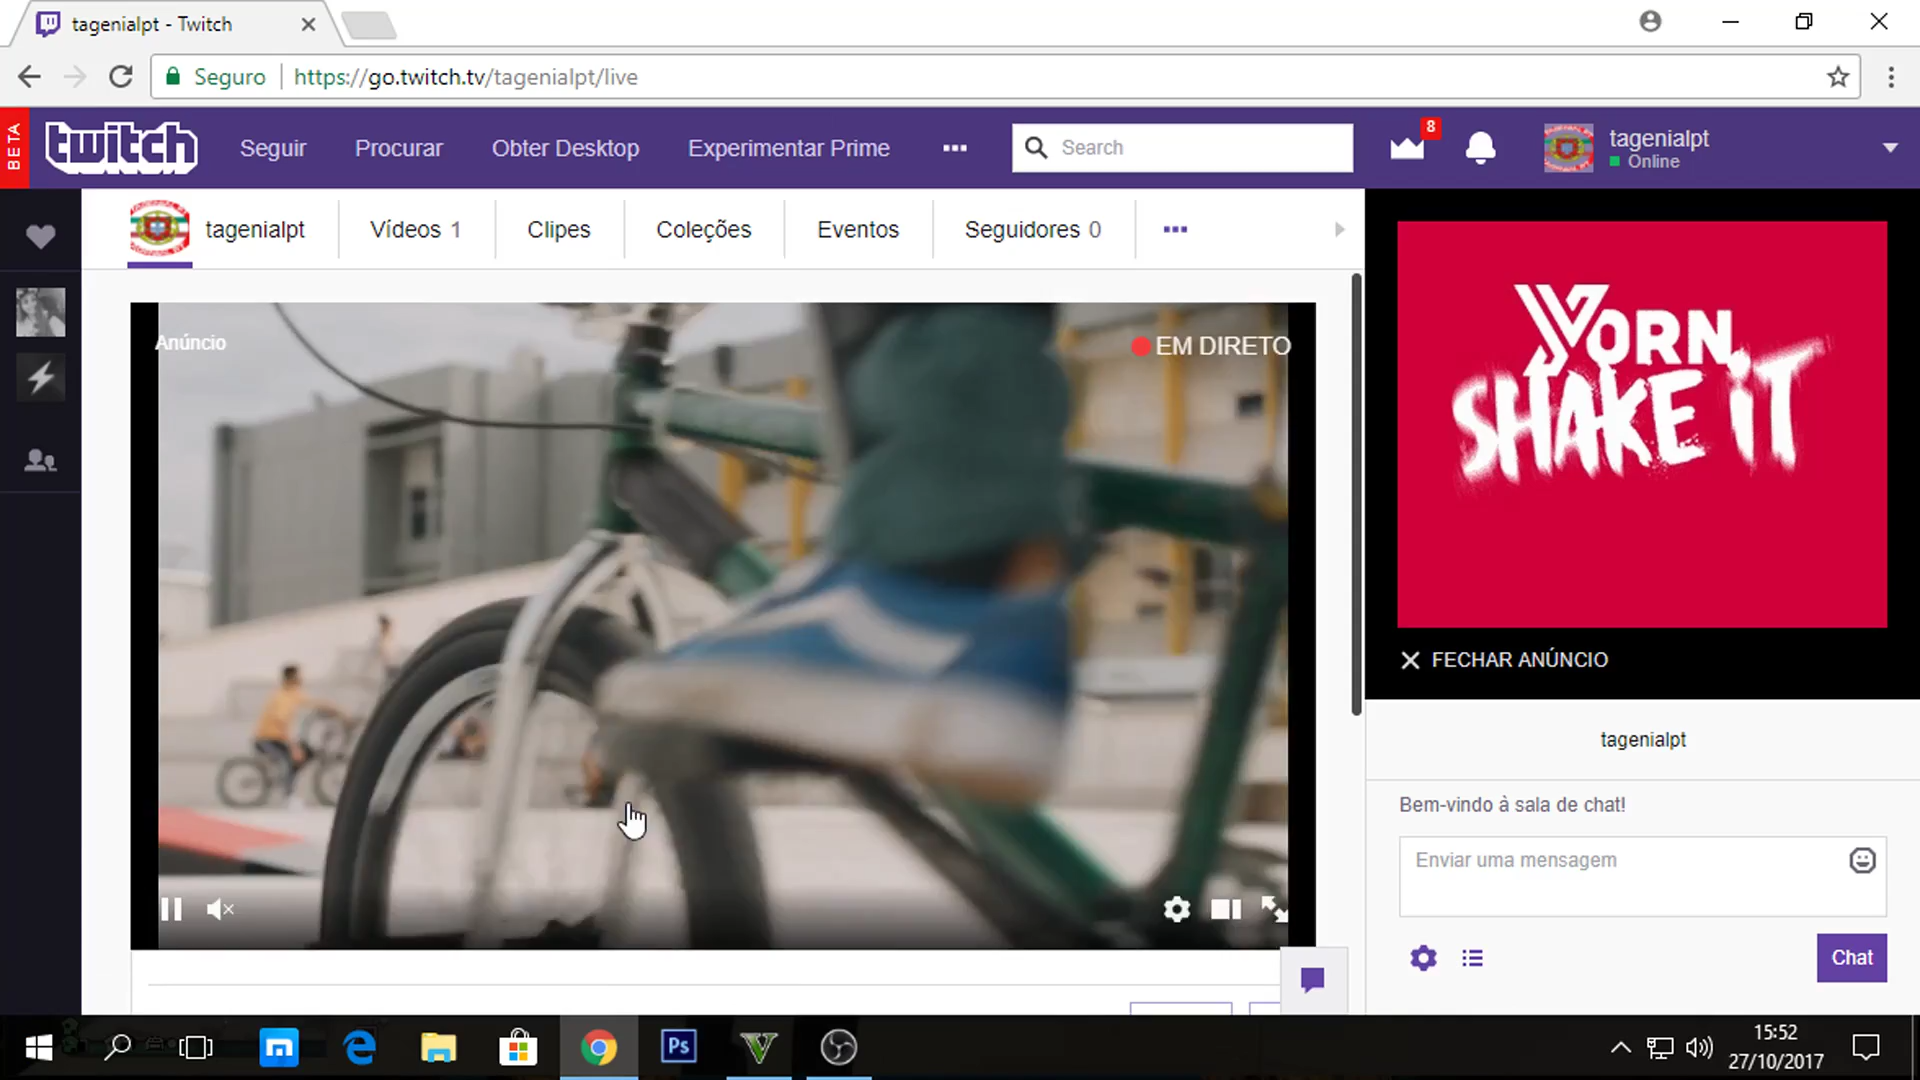 tagenialpt - Twitch
Seguro
https://go.twitch.tv/tagenialpt/live
BETA
twitch
Seguir
Procurar
Obter Desktop
Experimentar Prime
Search
8
tagenialpt
Online
tagenialpt
Vídeos 1
Clipes
Coleções
Eventos
Seguidores 0
Anúncio
EM DIRETO
YORN
SHAKE iT
FECHAR ANÚNCIO
tagenialpt
Bem-vindo à sala de chat!
Enviar uma mensagem
Chat
Ps
15:52
27/10/2017